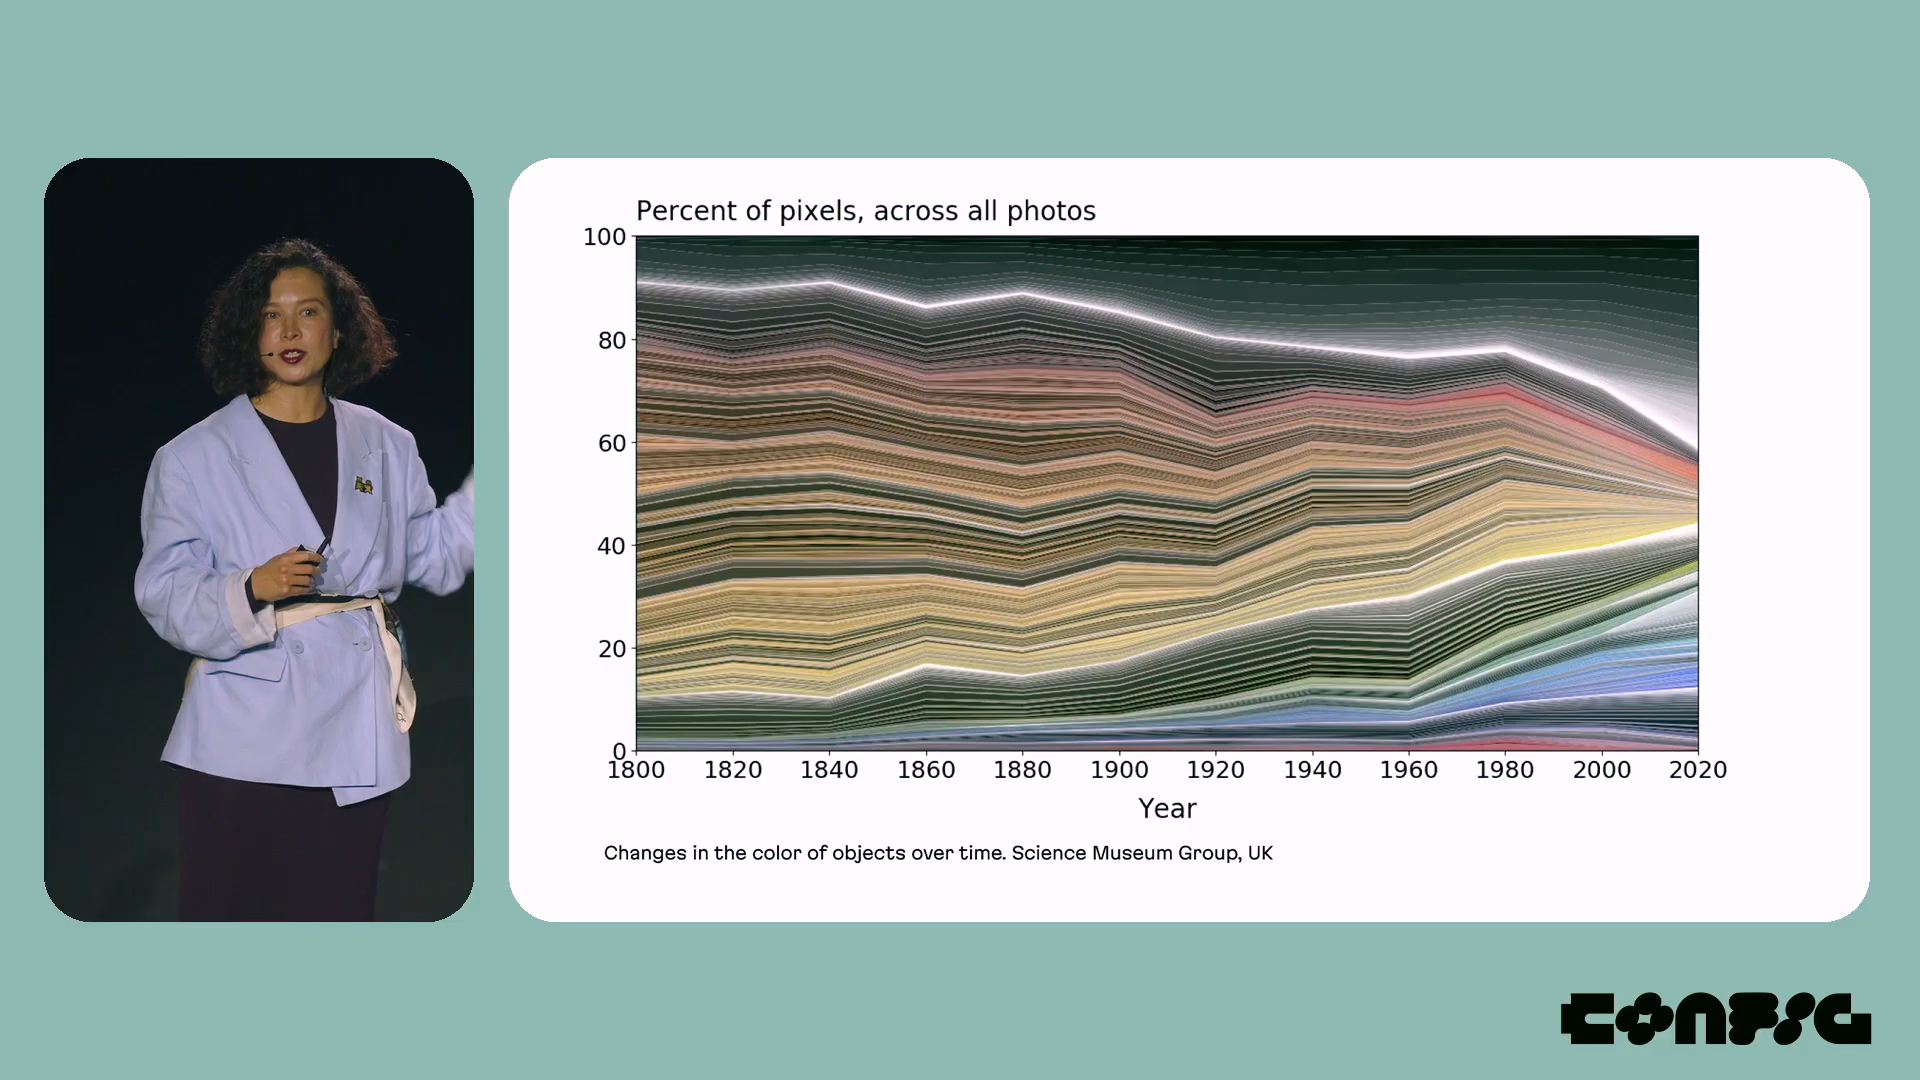 Percent of pixels, across all photos
100
80
60
40
20
0
1800 1820 1840 1860 1880 1900 1920 1940 1960 1980 2000 2020
Year
Changes in the color of objects over time. Science Museum Group, UK
CONFIG